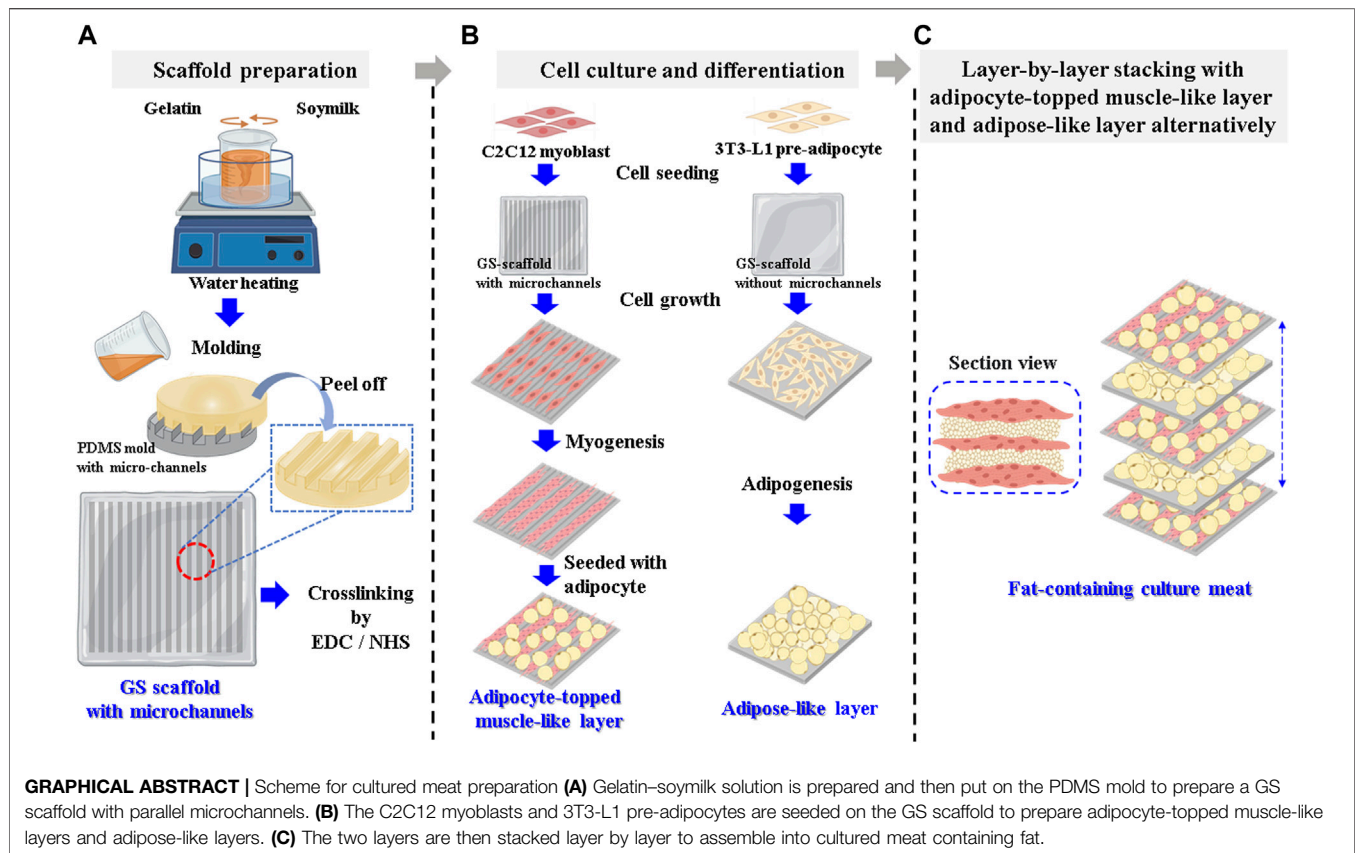 A
Scaffold preparation
Gelatin
Soymilk
Water heating
Molding
Peel off
PDMS mold
with micro-channels
Crosslinking
by
EDC / NHS
GS scaffold
with microchannels
B
Cell culture and differentiation
C2C12 myoblast
3T3-L1 pre-adipocyte
Cell seeding
GS-scaffold
with microchannels
GS-scaffold
without microchannels
Cell growth
Myogenesis
Adipogenesis
Seeded with
adipocyte
Adipocyte-topped
muscle-like layer
Adipose-like layer
C
Layer-by-layer stacking with
adipocyte-topped muscle-like layer
and adipose-like layer alternatively
Section view
Fat-containing culture meat
GRAPHICAL ABSTRACT | Scheme for cultured meat preparation (A) Gelatin–soymilk solution is prepared and then put on the PDMS mold to prepare a GS
scaffold with parallel microchannels. (B) The C2C12 myoblasts and 3T3-L1 pre-adipocytes are seeded on the GS scaffold to prepare adipocyte-topped muscle-like
layers and adipose-like layers. (C) The two layers are then stacked layer by layer to assemble into cultured meat containing fat.